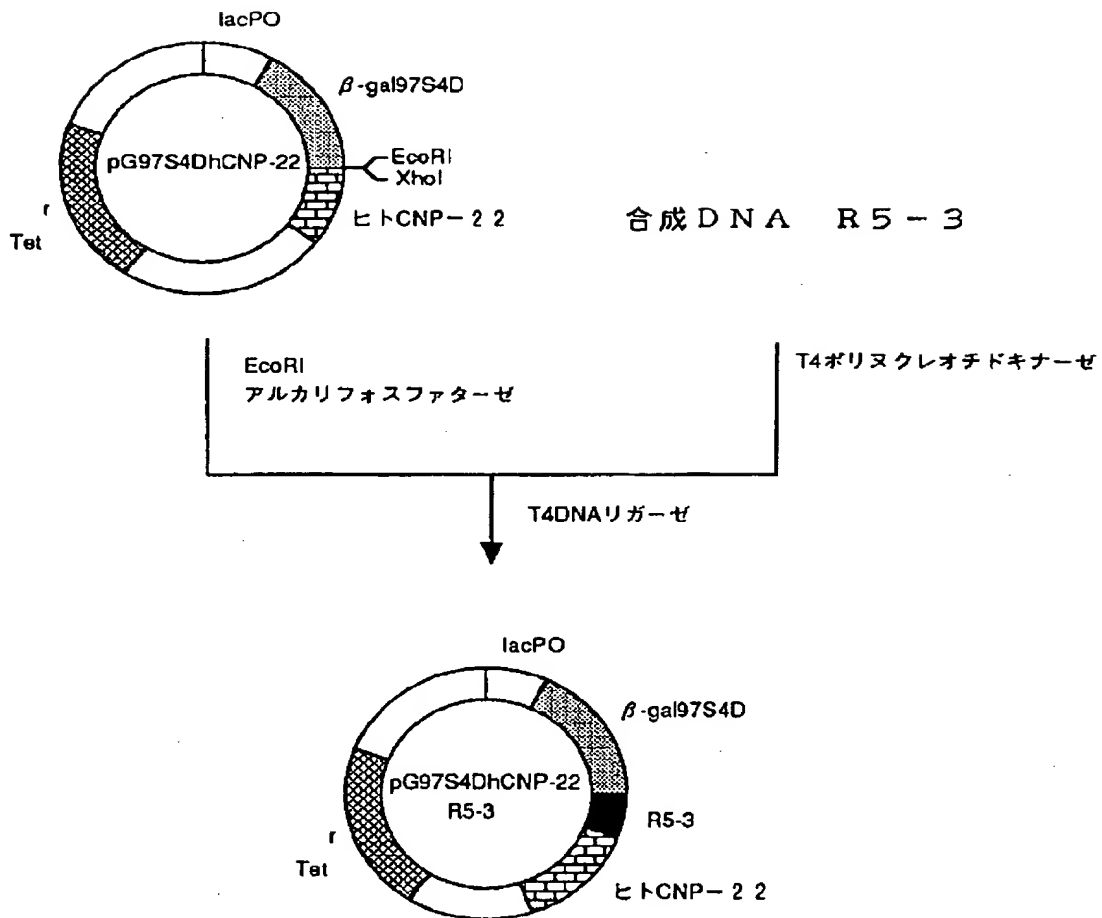 lacPO
β-gal97S4D
pG97S4DhCNP-22
EcoRI
XhoI
ヒトCNP-22
r
Tet
合成DNA R5-3
EcoRI
アルカリフォスファターゼ
T4ポリヌクレオチドキナーゼ
T4DNAリガーゼ
lacPO
β-gal97S4D
pG97S4DhCNP-22
R5-3
R5-3
r
Tet
ヒトCNP-22